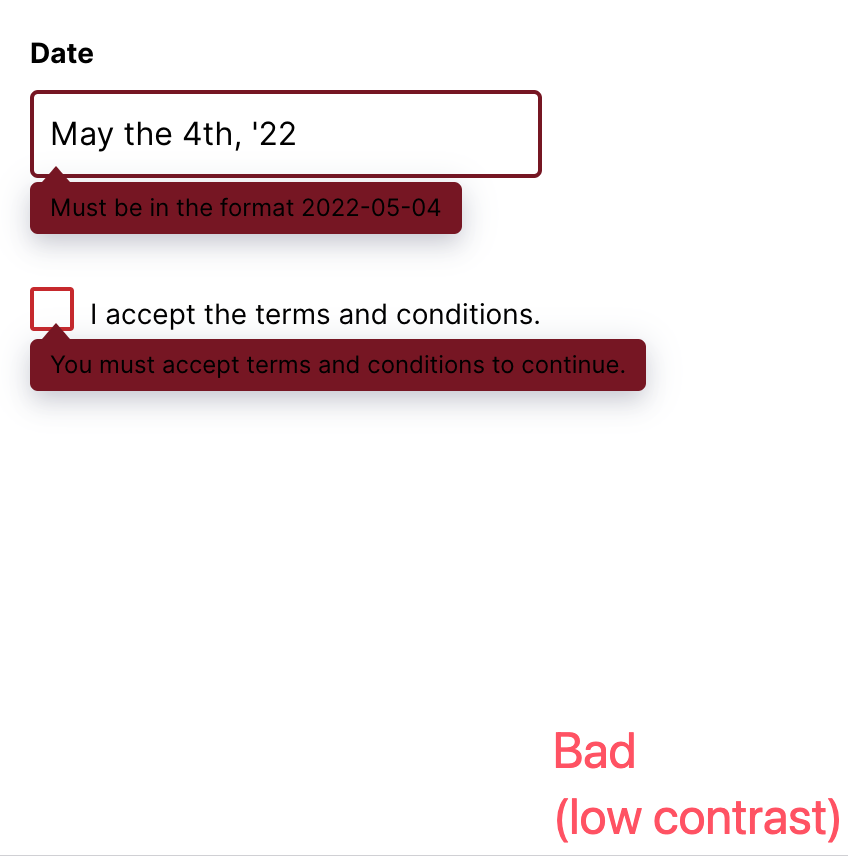 Date
May the 4th, '22
Must be in the format 2022-05-04
I accept the terms and conditions.
You must accept terms and conditions to continue.
Bad
(low contrast)